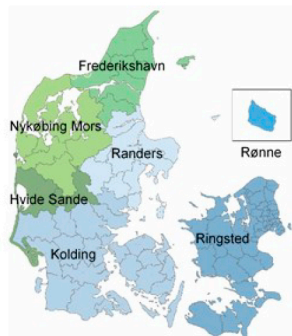 Frederikshavn
Nykøbing Mors
Randers
Rønne
Hvide Sande
Ringsted
Kolding